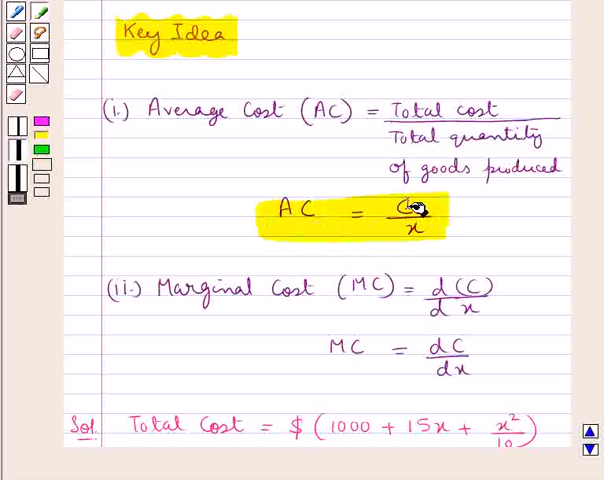 Key Idea
(i.) Average Cost (AC) = Total cost
Total quantity
of goods produced
AC = C
x
(ii.) Marginal Cost (MC) = d(C)
d x
MC = dC
dx
Sol. Total Cost = $ (1000 + 15x + x²/10)